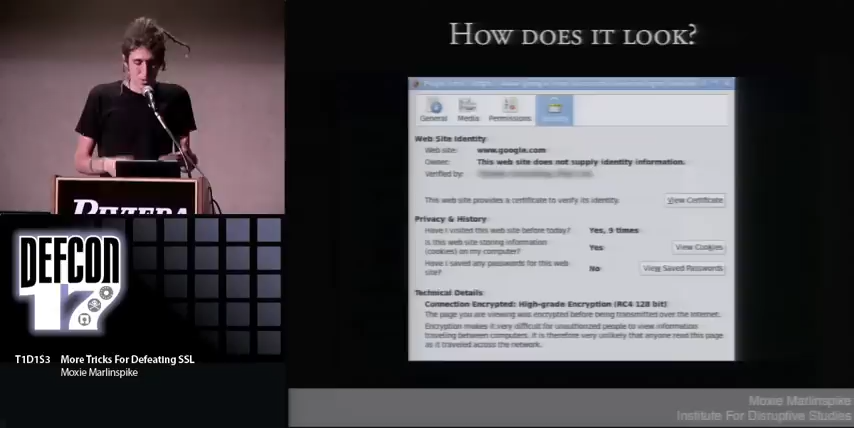 HOW DOES IT LOOK?
General Media Permissions
Web Site Identity
Web site: www.google.com
Owner: This web site does not supply identity information.
Verified by:
This web site provides a certificate to verify its identity.
View Certificate
Privacy & History
Have I visited this web site before today? Yes, 9 times
Is this web site storing information
(cookies) on my computer? Yes View Cookies
Have I saved any passwords for this web
site? No View Saved Passwords
Technical Details
Connection Encrypted: High-grade Encryption (RC4 128 bit)
The page you are viewing was encrypted before being transmitted over the Internet.
Encryption makes it very difficult for unauthorized people to view information
traveling between computers. It is therefore very unlikely that anyone read this page
as it traveled across the network.
RIVIERA
DEFCON
17
T1D1S3 More Tricks For Defeating SSL
Moxie Marlinspike
Moxie Marlinspike
Institute For Disruptive Studies